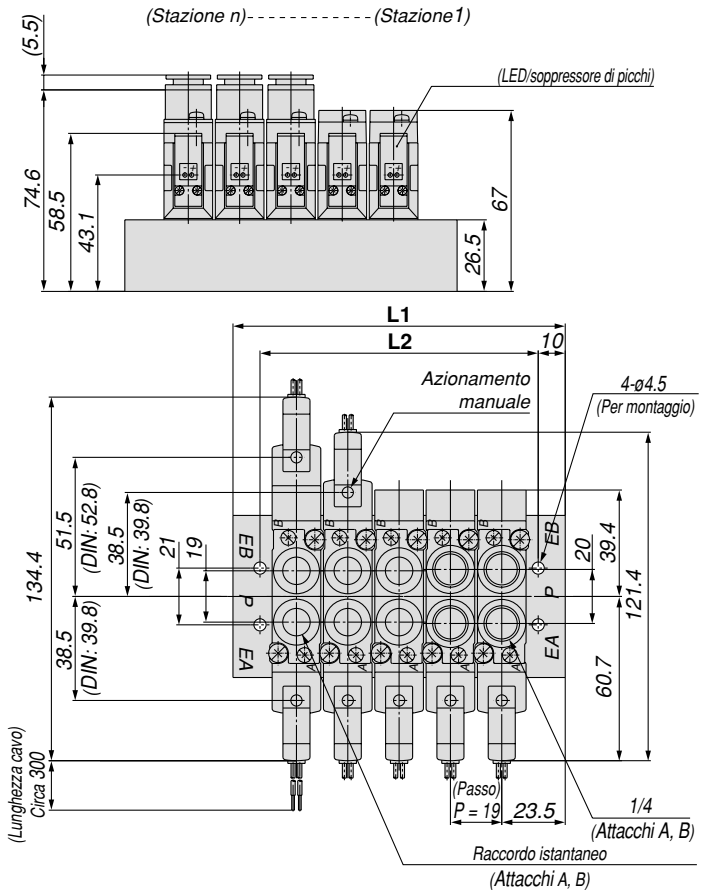 (Stazione n)
(Stazione1)
(5.5)
(LED/soppressore di picchi)
74.6
58.5
43.1
67
26.5
L1
L2
10
Azionamento
manuale
4-ø4.5
(Per montaggio)
134.4
51.5
(DIN: 52.8)
38.5
(DIN: 39.8)
21
19
38.5
(DIN: 39.8)
EB
P
EA
B
B
B
B
B
A
A
A
A
A
EB
P
EA
20
39.4
121.4
60.7
(Lunghezza cavo)
Circa 300
(Passo)
P = 19
23.5
1/4
(Attacchi A, B)
Raccordo istantaneo
(Attacchi A, B)